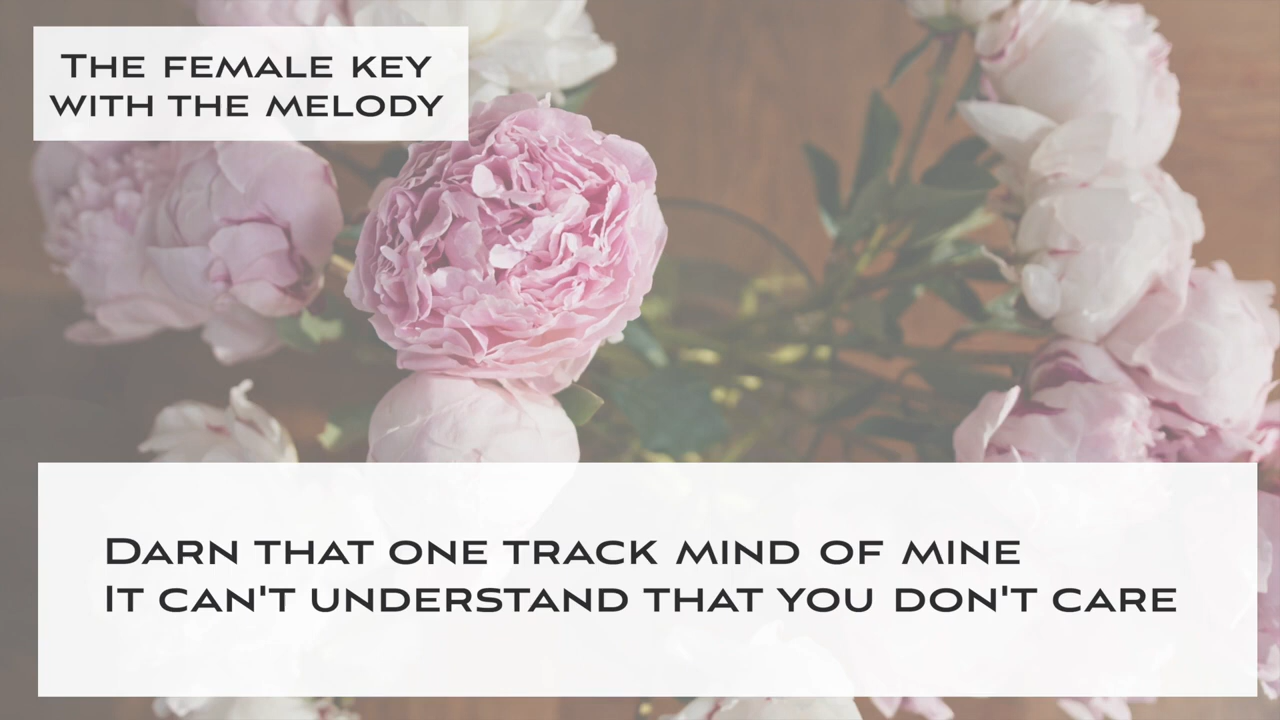 The female key
with the melody
Darn that one track mind of mine
It can't understand that you don't care